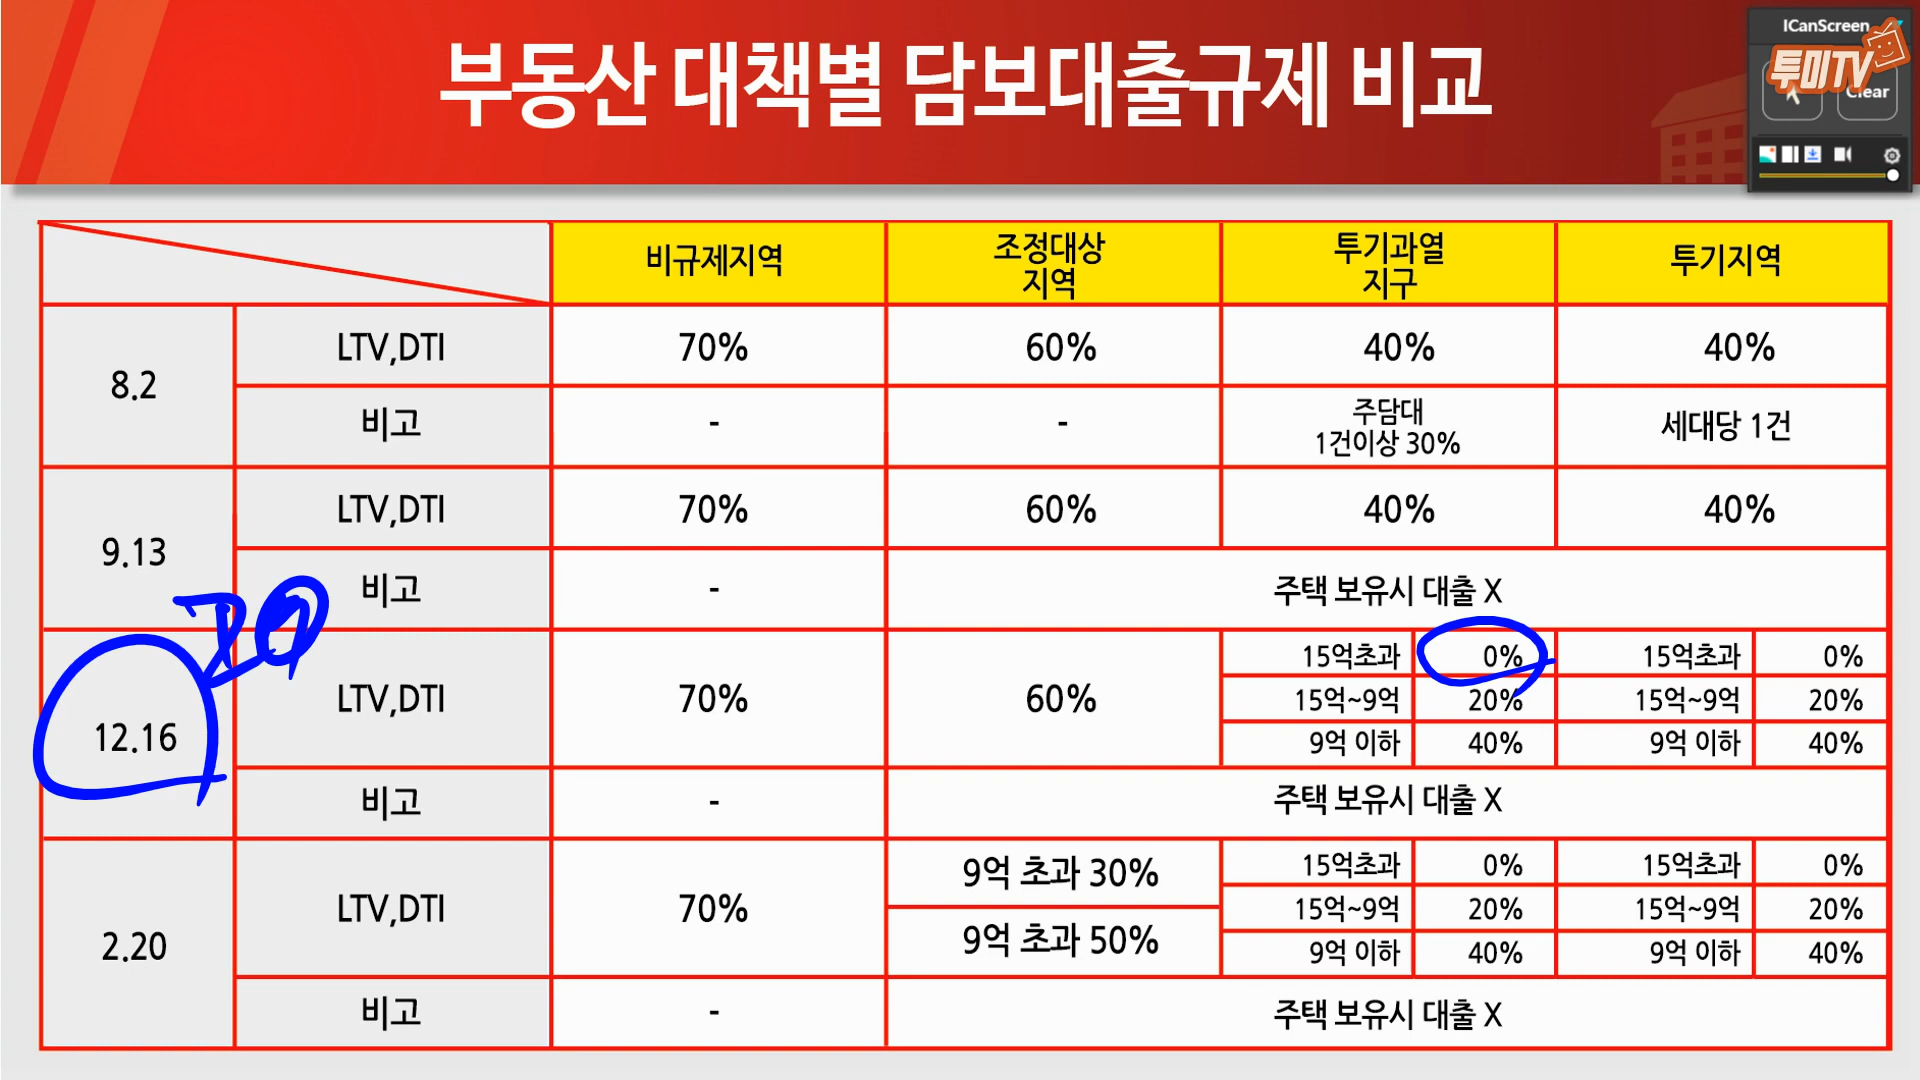 부동산 대책별 담보대출규제 비교
ICanScreen
투미TV
Clear
비규제지역
조정대상
지역
투기과열
지구
투기지역
8.2
LTV,DTI
70%
60%
40%
40%
비고
-
-
주담대
1건이상 30%
세대당 1건
9.13
LTV,DTI
70%
60%
40%
40%
비고
-
주택 보유시 대출 X
12.16
LTV,DTI
70%
60%
15억초과
0%
15억초과
0%
15억~9억
20%
15억~9억
20%
9억 이하
40%
9억 이하
40%
비고
-
주택 보유시 대출 X
2.20
LTV,DTI
70%
9억 초과 30%
9억 초과 50%
15억초과
0%
15억초과
0%
15억~9억
20%
15억~9억
20%
9억 이하
40%
9억 이하
40%
비고
-
주택 보유시 대출 X